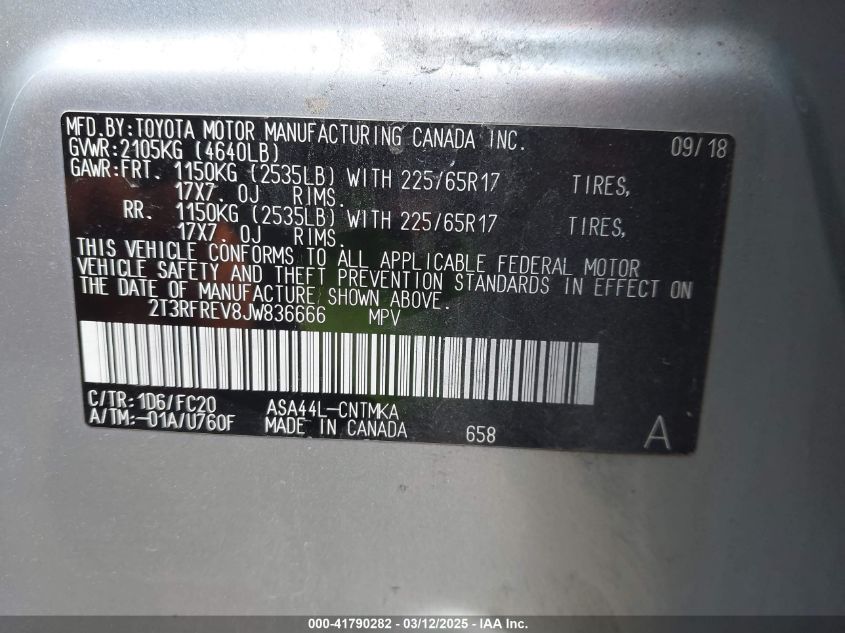 MFD.BY:TOYOTA MOTOR MANUFACTURING CANADA INC. 09/18
GVWR:2105KG (4640LB)
GAWR:FRT. 1150KG (2535LB) WITH 225/65R17 TIRES,
17X7. 0J RIMS.
RR. 1150KG (2535LB) WITH 225/65R17 TIRES,
17X7. 0J RIMS.
THIS VEHICLE CONFORMS TO ALL APPLICABLE FEDERAL MOTOR
VEHICLE SAFETY AND THEFT PREVENTION STANDARDS IN EFFECT ON
THE DATE OF MANUFACTURE SHOWN ABOVE.
2T3RFREV8JW836666 MPV
C/TR:1D6/FC20 ASA44L-CNTMKA
A/TM:-01A/U760F MADE IN CANADA 658 A
000-41790282 - 03/12/2025 - IAA Inc.